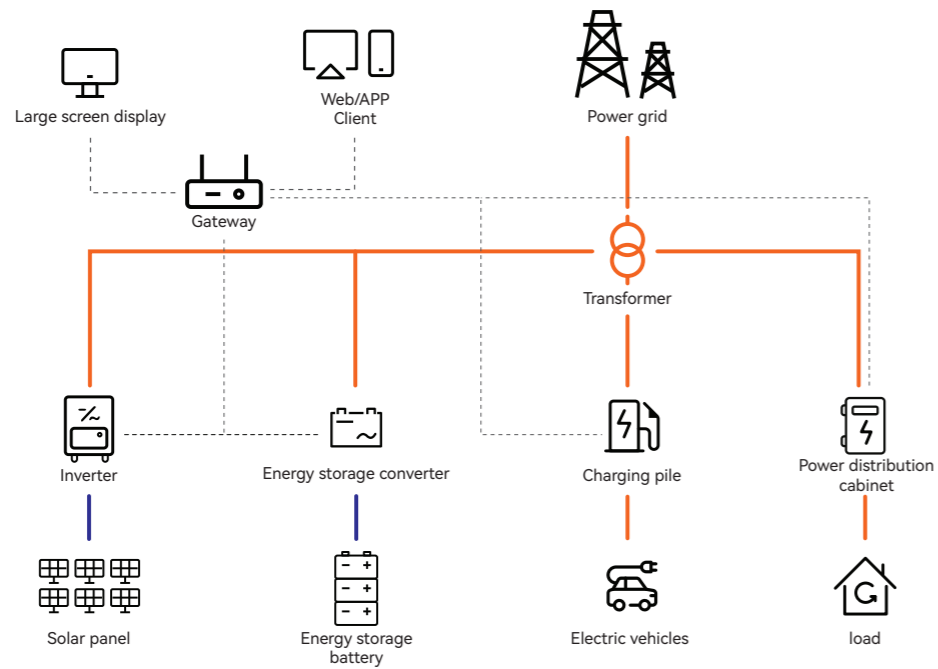 Large screen display
Web/APP
Client
Power grid
Gateway
Transformer
Inverter
Energy storage converter
Charging pile
Power distribution
cabinet
Solar panel
Energy storage
battery
Electric vehicles
load